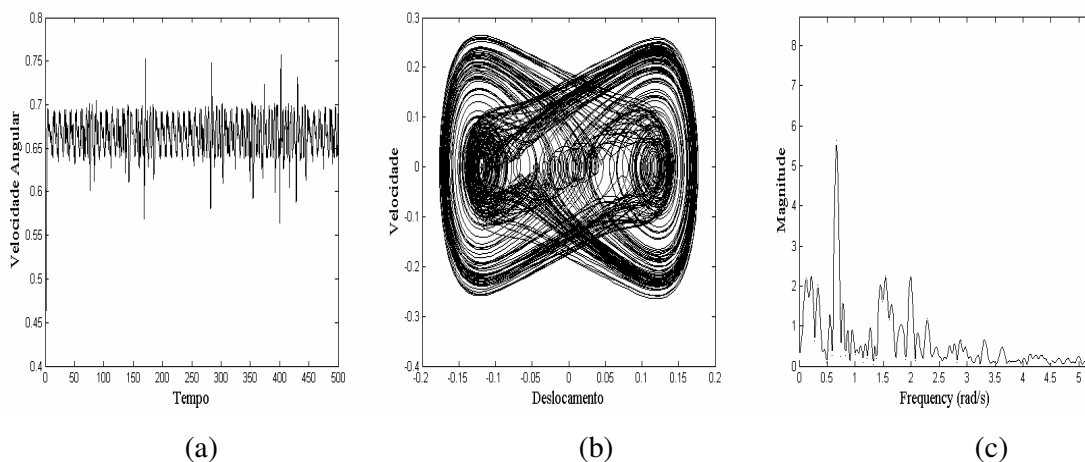 0.8
0.75
0.7
0.65
0.6
0.55
0.5
0.45
0.4
0 50 100 150 200 250 300 350 400 450 500
Velocidade Angular
Tempo
(a)
0.4
0.3
0.2
0.1
0
-0.1
-0.2
-0.3
-0.4
-0.2 -0.15 -0.1 -0.05 0 0.05 0.1 0.15 0.2
Velocidade
Deslocamento
(b)
8
7
6
5
4
3
2
1
0
0 0.5 1 1.5 2 2.5 3 3.5 4 4.5 5
Magnitude
Frequency (rad/s)
(c)